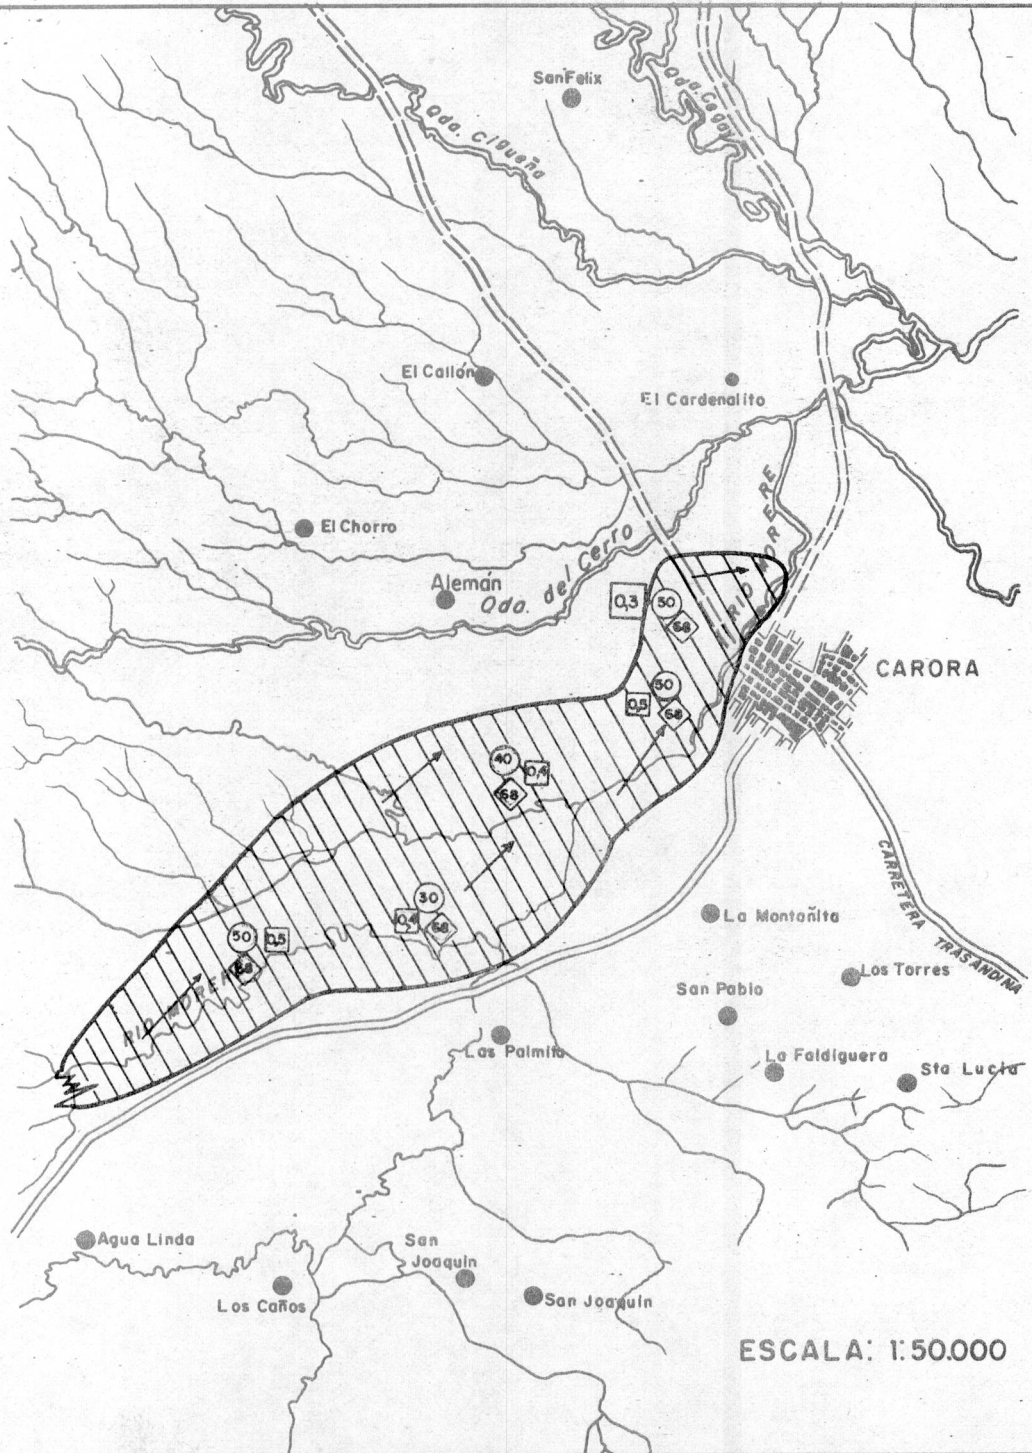 San Felix
Qda. Cigueña
El Callón
El Cardenalito
RIO MORERE
El Chorro
Alemán
Qda. del Cerro
0,3
50
66
CARORA
50
0,5
68
40
0,4
68
30
0,4
68
50
0,5
68
RIO MORERE
La Montañita
CARRETERA TRASANDINA
Los Torres
San Pablo
Las Palmita
La Faldiguera
Sta Lucia
Agua Linda
San
Joaquin
Los Caños
San Joaquin
ESCALA: 1:50.000